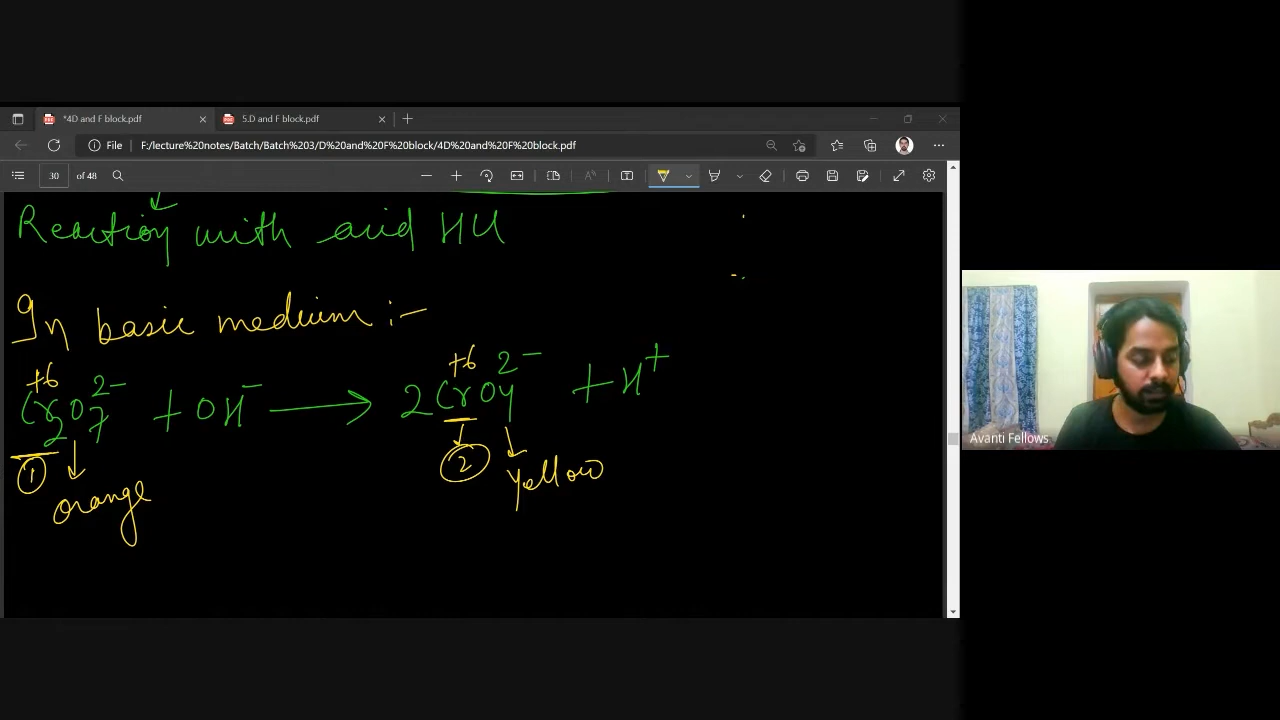 *4D and F block.pdf
5.D and F block.pdf
File
F:/lecture%20notes/Batch/Batch%203/D%20and%20F%20block/4D%20and%20F%20block.pdf
30 of 48
Reaction with acid HCl
In basic medium :-
+6 +6
Cr2O7^2- + OH^- ⟶ 2CrO4^2- + H^+
① ②
orange yellow
Avanti Fellows